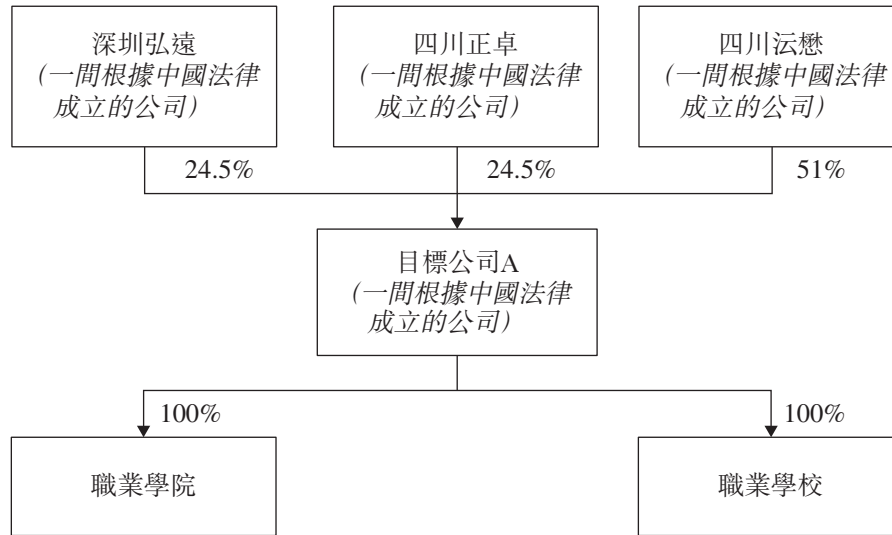 深圳弘遠
(一間根據中國法律
成立的公司)
四川正卓
(一間根據中國法律
成立的公司)
四川沄懋
(一間根據中國法律
成立的公司)
24.5%
24.5%
51%
目標公司A
(一間根據中國法律
成立的公司)
100%
100%
職業學院
職業學校